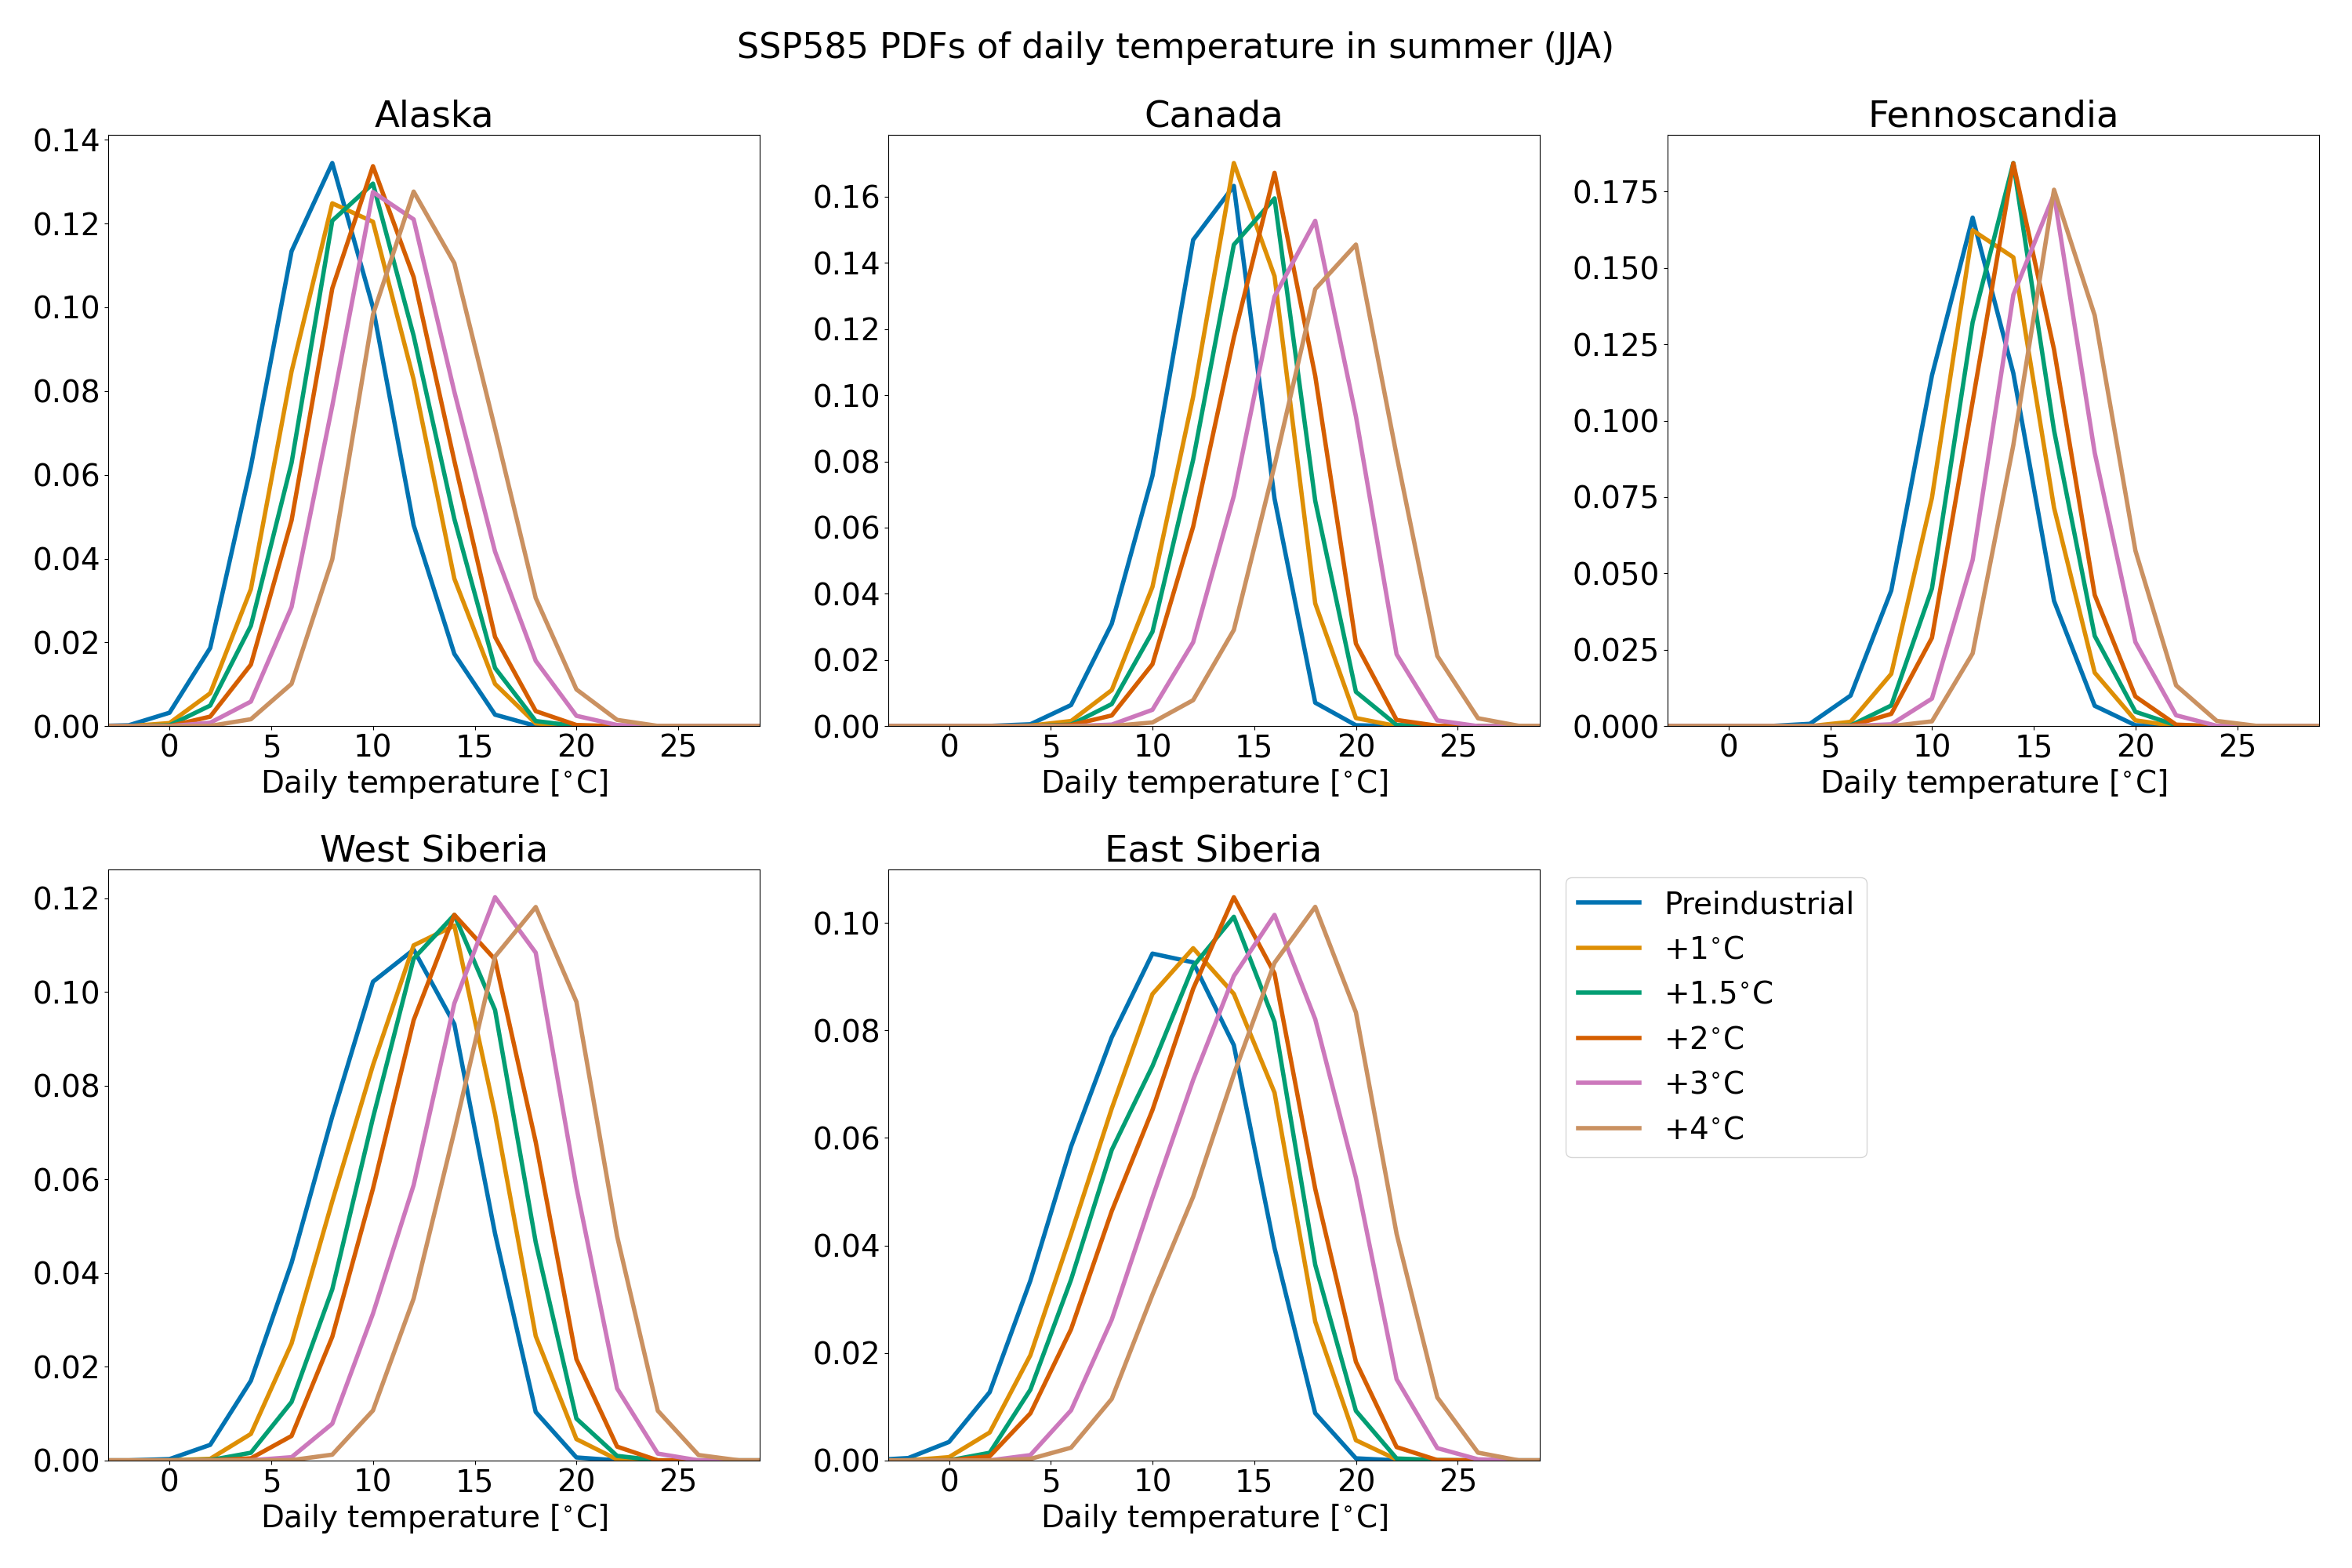 SSP585 PDFs of daily temperature in summer (JJA)
Alaska
0.14
0.12
0.10
0.08
0.06
0.04
0.02
0.00
0 5 10 15 20 25
Daily temperature [°C]
Canada
0.16
0.14
0.12
0.10
0.08
0.06
0.04
0.02
0.00
0 5 10 15 20 25
Daily temperature [°C]
Fennoscandia
0.175
0.150
0.125
0.100
0.075
0.050
0.025
0.000
0 5 10 15 20 25
Daily temperature [°C]
West Siberia
0.12
0.10
0.08
0.06
0.04
0.02
0.00
0 5 10 15 20 25
Daily temperature [°C]
East Siberia
0.10
0.08
0.06
0.04
0.02
0.00
0 5 10 15 20 25
Daily temperature [°C]
Preindustrial
+1°C
+1.5°C
+2°C
+3°C
+4°C